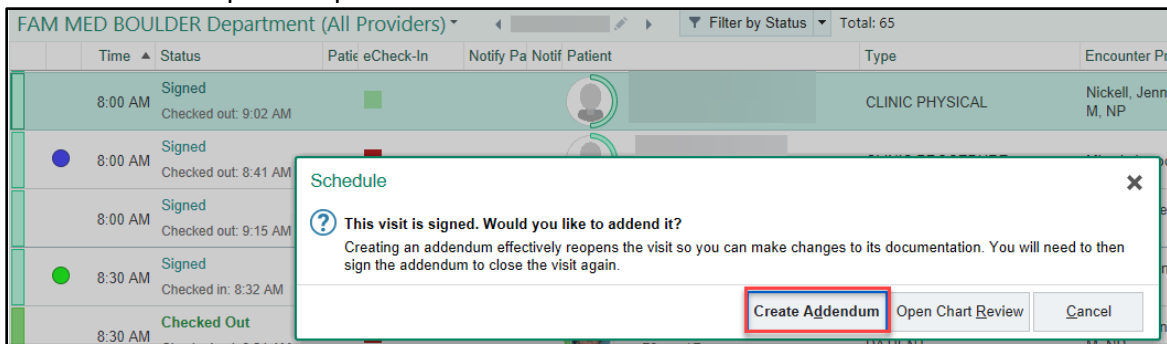 FAM MED BOULDER Department (All Providers) Filter by Status Total: 65
Time Status Patie eCheck-In Notify Pa Notif Patient Type Encounter Pr
8:00 AM Signed CLINIC PHYSICAL Nickell, Jenn
Checked out: 9:02 AM M, NP
8:00 AM Signed
Checked out: 8:41 AM
Schedule
8:00 AM Signed
Checked out: 9:15 AM
This visit is signed. Would you like to addend it?
Creating an addendum effectively reopens the visit so you can make changes to its documentation. You will need to then
sign the addendum to close the visit again.
8:30 AM Signed
Checked in: 8:32 AM
Create Addendum Open Chart Review Cancel
8:30 AM Checked Out